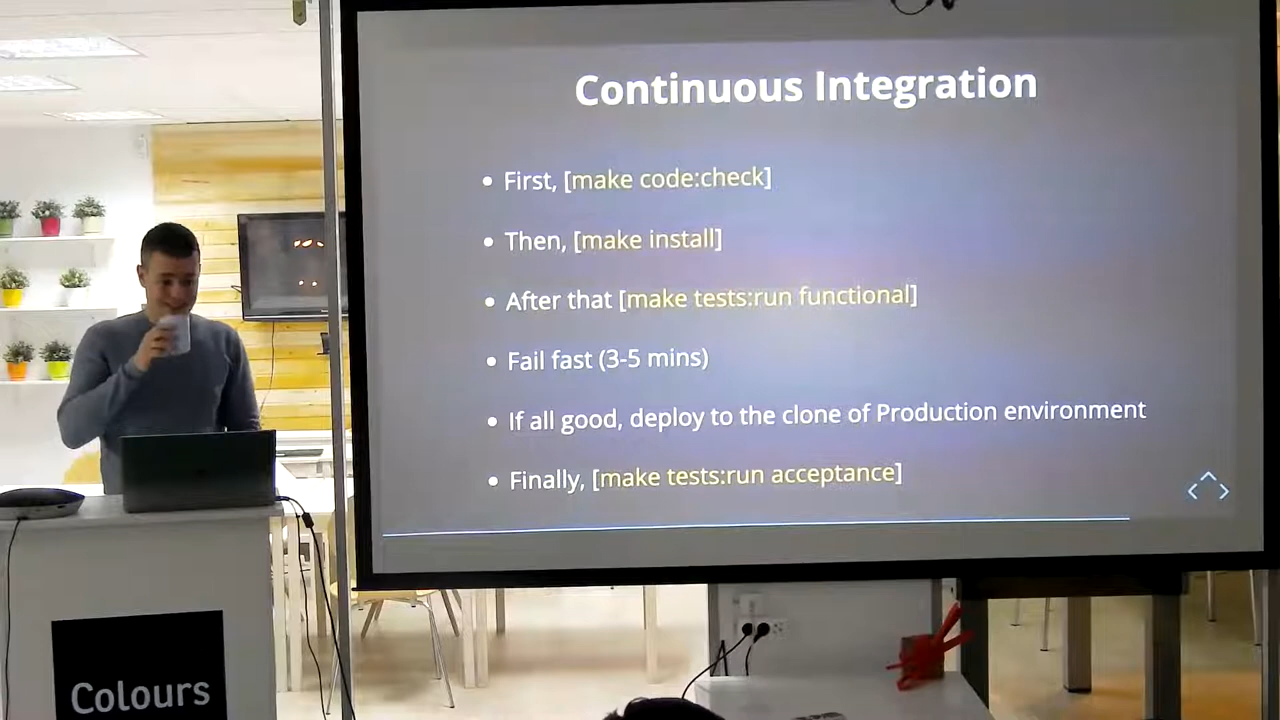 Continuous Integration
• First, [make code:check]
• Then, [make install]
• After that [make tests:run functional]
• Fail fast (3-5 mins)
• If all good, deploy to the clone of Production environment
• Finally, [make tests:run acceptance]
Colours